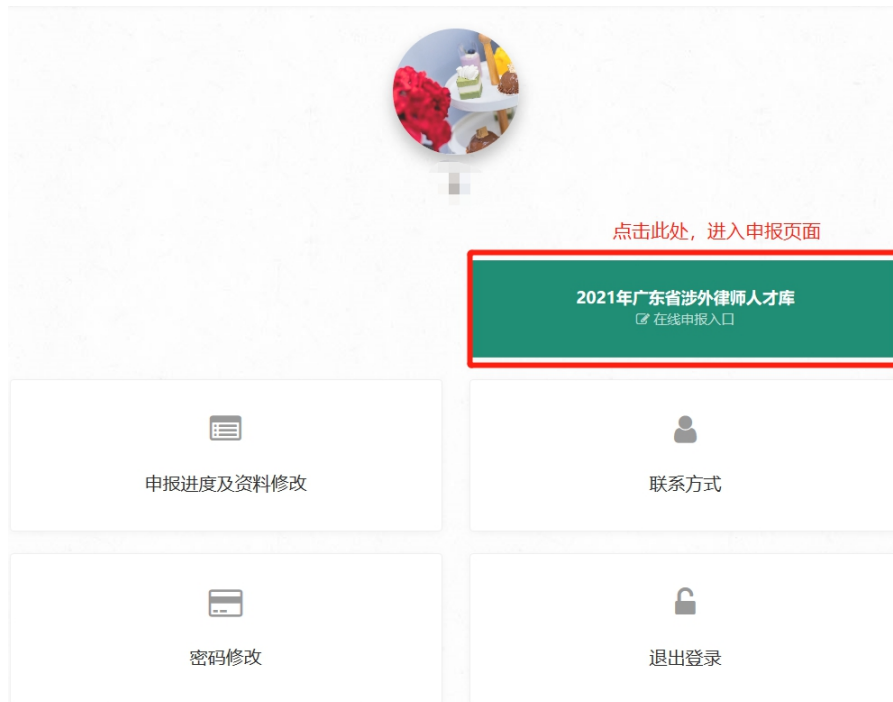 点击此处，进入申报页面
2021年广东省涉外律师人才库
在线申报入口
申报进度及资料修改
联系方式
密码修改
退出登录